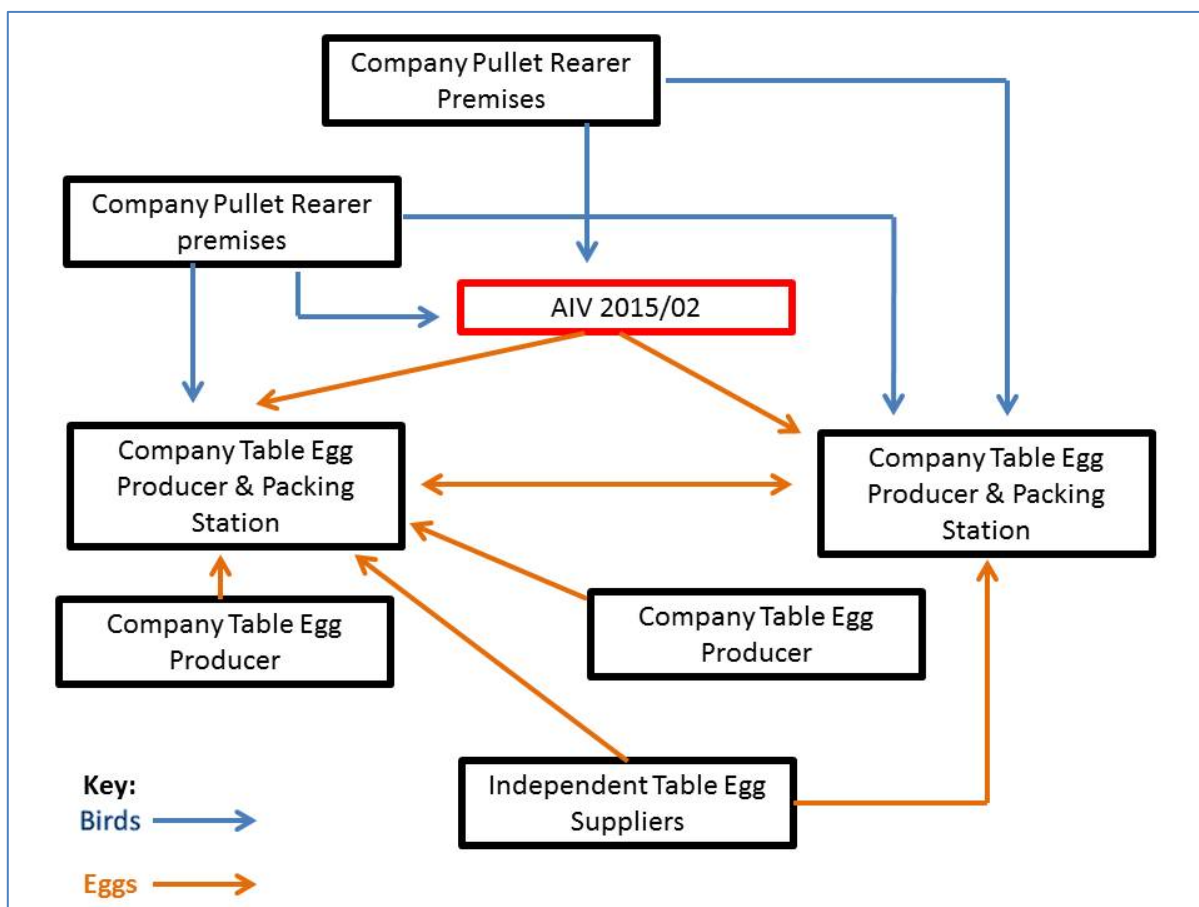 Company Pullet Rearer
Premises
Company Pullet Rearer
premises
AIV 2015/02
Company Table Egg
Producer & Packing
Station
Company Table Egg
Producer & Packing
Station
Company Table Egg
Producer
Company Table Egg
Producer
Independent Table Egg
Suppliers
Key:
Birds
Eggs